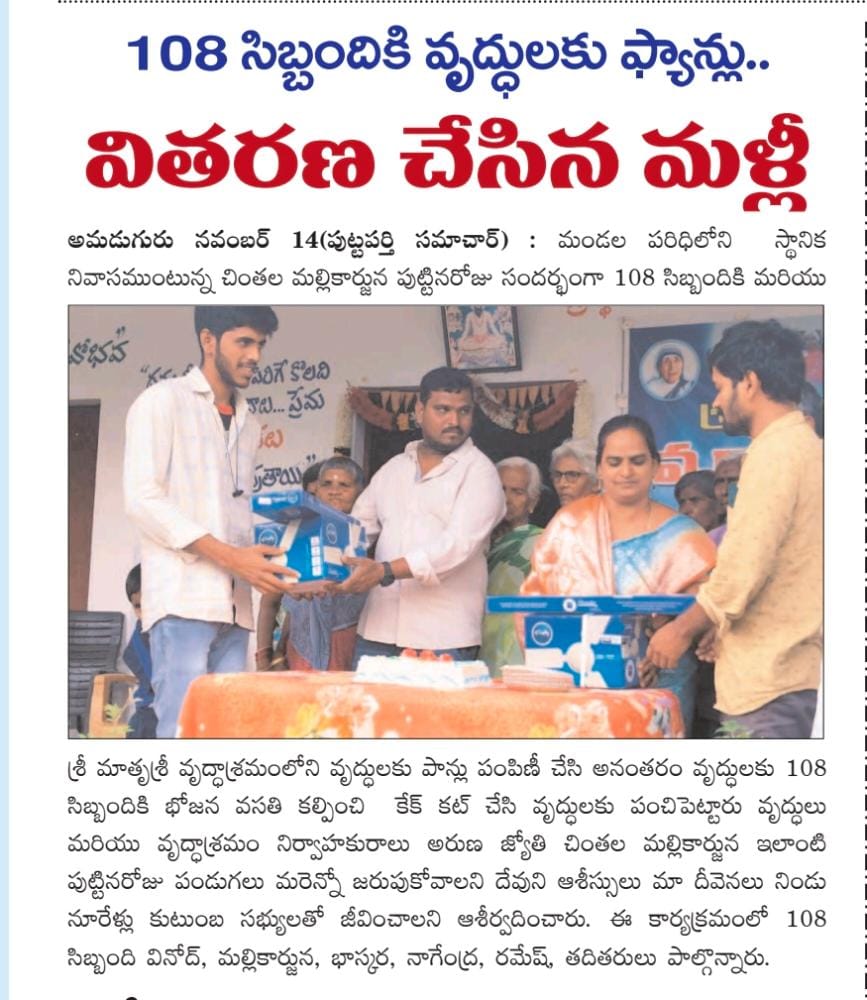 108 సిబ్బందికి వృద్ధులకు ఫ్యాన్లు..
వితరణ చేసిన మల్లీ
అమడుగురు నవంబర్ 14(పుట్టపర్తి సమాచార్) : మండల పరిధిలోని స్థానిక
నివాసముంటున్న చింతల మల్లికార్జున పుట్టినరోజు సందర్భంగా 108 సిబ్బందికి మరియు
పెరిగే కొలది
ప్రేమ
శ్రీ మాతృశ్రీ వృద్ధాశ్రమంలోని వృద్ధులకు పాన్లు పంపిణీ చేసి అనంతరం వృద్ధులకు 108
సిబ్బందికి భోజన వసతి కల్పించి కేక్ కట్ చేసి వృద్ధులకు పంచిపెట్టారు వృద్ధులు
మరియు వృద్ధాశ్రమం నిర్వాహకురాలు అరుణ జ్యోతి చింతల మల్లికార్జున ఇలాంటి
పుట్టినరోజు పండుగలు మరెన్నో జరుపుకోవాలని దేవుని ఆశీస్సులు మా దీవెనలు నిండు
నూరేళ్లు కుటుంబ సభ్యులతో జీవించాలని ఆశీర్వదించారు. ఈ కార్యక్రమంలో 108
సిబ్బంది వినోద్, మల్లికార్జున, భాస్కర, నాగేంద్ర, రమేష్, తదితరులు పాల్గొన్నారు.